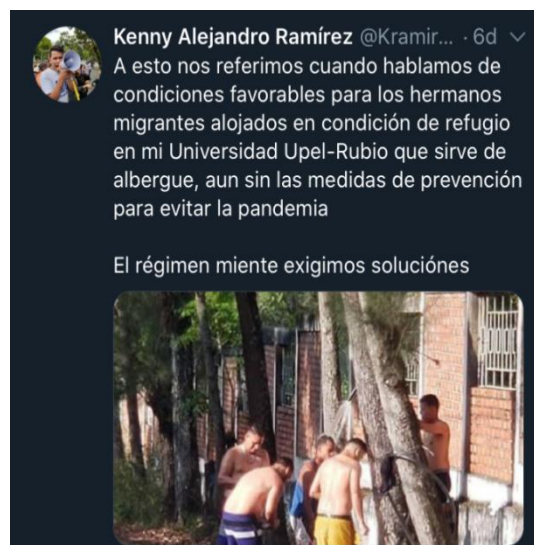 Kenny Alejandro Ramírez @Kramir... · 6d
A esto nos referimos cuando hablamos de
condiciones favorables para los hermanos
migrantes alojados en condición de refugio
en mi Universidad Upel-Rubio que sirve de
albergue, aun sin las medidas de prevención
para evitar la pandemia
El régimen miente exigimos soluciónes